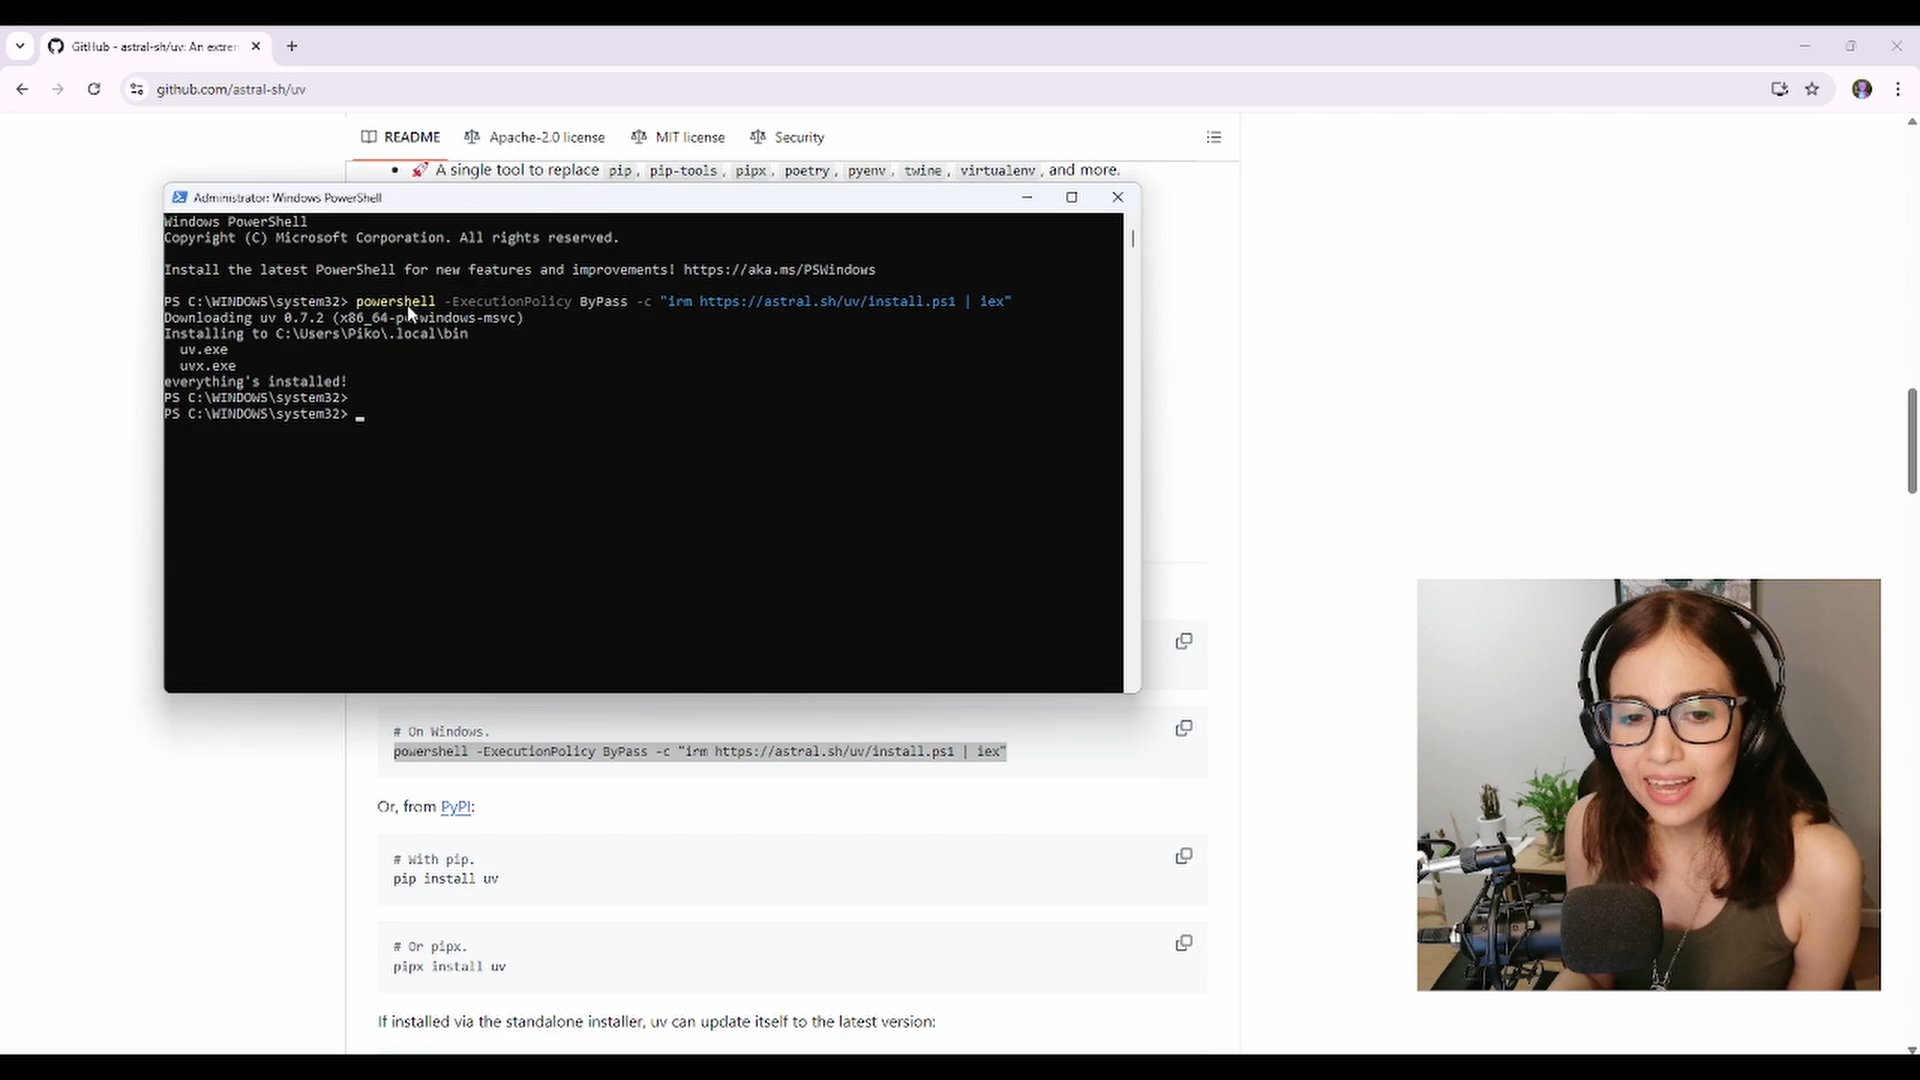 GitHub - astral-sh/uv: An extrem
github.com/astral-sh/uv
README
Apache-2.0 license
MIT license
Security
🚀 A single tool to replace pip, pip-tools, pipx, poetry, pyenv, twine, virtualenv, and more.
Administrator: Windows PowerShell
Windows PowerShell
Copyright (C) Microsoft Corporation. All rights reserved.
Install the latest PowerShell for new features and improvements! https://aka.ms/PSWindows
PS C:\WINDOWS\system32> powershell -ExecutionPolicy ByPass -c "irm https://astral.sh/uv/install.ps1 | iex"
Downloading uv 0.7.2 (x86_64-pc-windows-msvc)
Installing to C:\Users\Piko\.local\bin
uv.exe
uvx.exe
everything's installed!
PS C:\WINDOWS\system32>
PS C:\WINDOWS\system32> _
# On Windows.
powershell -ExecutionPolicy ByPass -c "irm https://astral.sh/uv/install.ps1 | iex"
Or, from PyPI:
# With pip.
pip install uv
# Or pipx.
pipx install uv
If installed via the standalone installer, uv can update itself to the latest version: